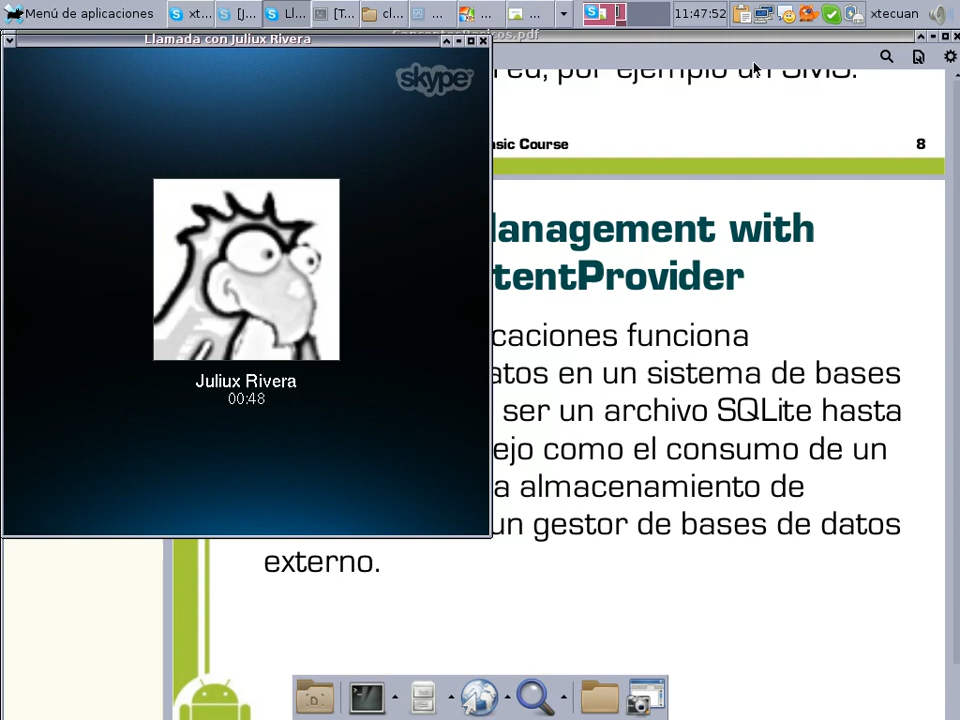 Menú de aplicaciones
xt...
[J...
Ll...
[T...
cl...
...
...
...
11:47:52
xtecuan
Llamada con Juliux Rivera
ConceptosBasicos.pdf
skype
red, por ejemplo un SMS.
asic Course
8
Management with
tentProvider
caciones funciona
atos en un sistema de bases
ser un archivo SQLite hasta
ejo como el consumo de un
a almacenamiento de
un gestor de bases de datos
externo.
Juliux Rivera
00:48